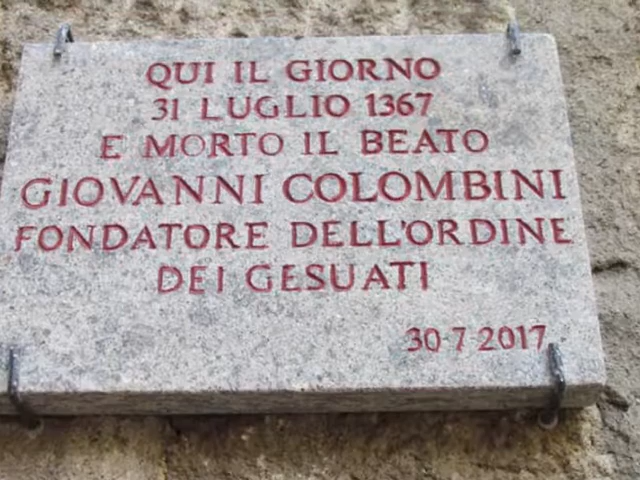 QUI IL GIORNO
31 LUGLIO 1367
E' MORTO IL BEATO
GIOVANNI COLOMBINI
FONDATORE DELL'ORDINE
DEI GESUATI
30-7-2017